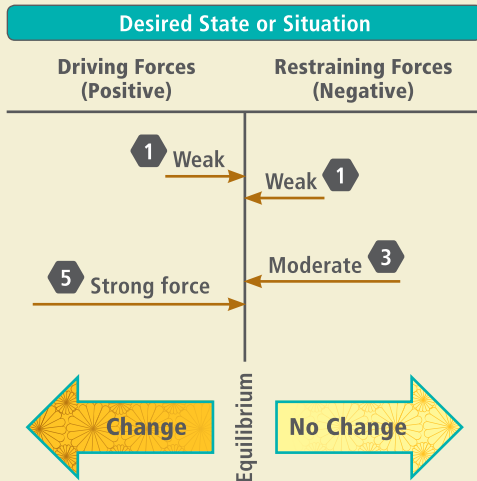 Desired State or Situation
Driving Forces
(Positive)
Restraining Forces
(Negative)
1
Weak
Weak
1
Moderate
3
5
Strong force
Change
Equilibrium
No Change